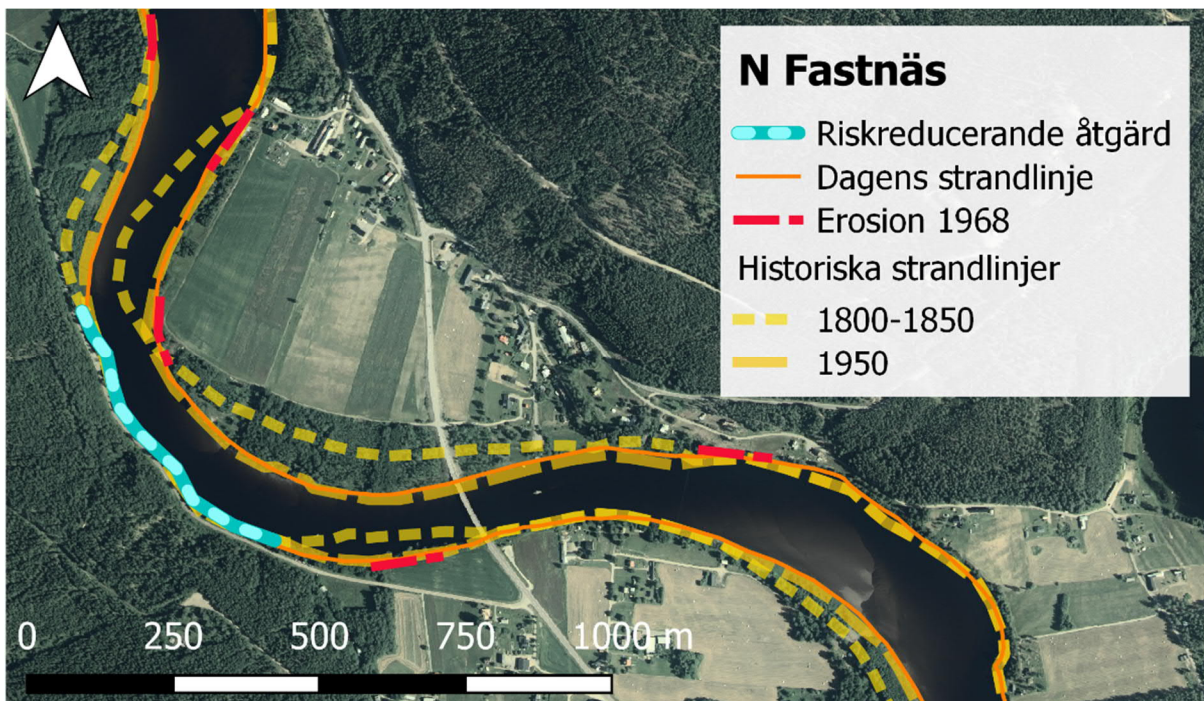 N Fastnäs
Riskreducerande åtgärd
Dagens strandlinje
Erosion 1968
Historiska strandlinjer
1800-1850
1950
0 250 500 750 1000 m